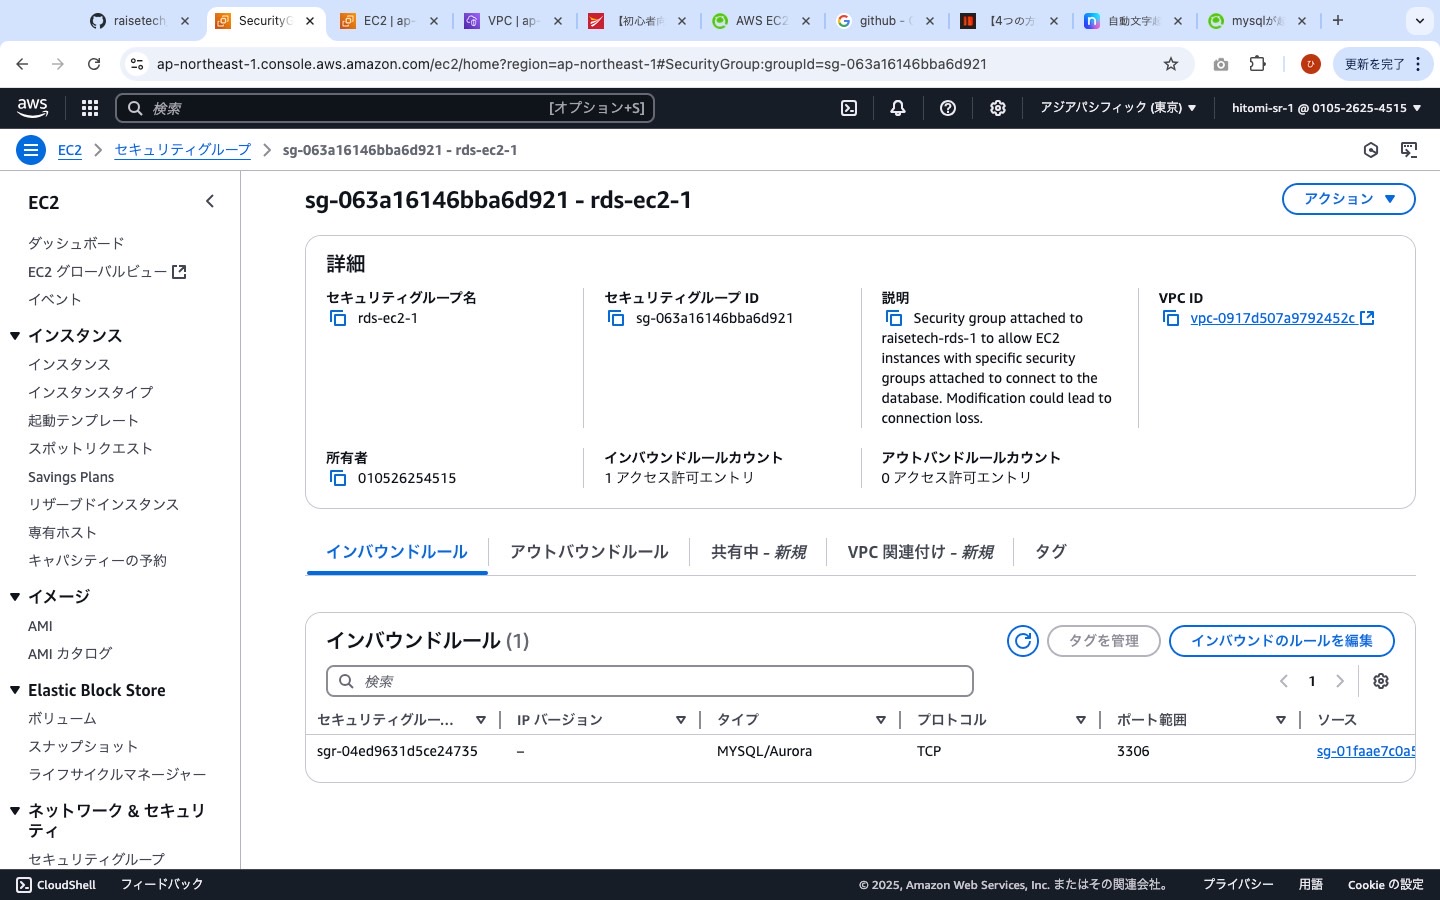 raisetech
SecurityG
EC2 | ap-
VPC | ap-
【初心者向
AWS EC2
github -
【4つの方
自動文字起
mysqlが起
ap-northeast-1.console.aws.amazon.com/ec2/home?region=ap-northeast-1#SecurityGroup:groupId=sg-063a16146bba6d921
ひ
更新を完了
aws
検索
[オプション+S]
アジアパシフィック (東京)
hitomi-sr-1 @ 0105-2625-4515
EC2
セキュリティグループ
sg-063a16146bba6d921 - rds-ec2-1
EC2
ダッシュボード
EC2 グローバルビュー
イベント
インスタンス
インスタンス
インスタンスタイプ
起動テンプレート
スポットリクエスト
Savings Plans
リザーブドインスタンス
専有ホスト
キャパシティーの予約
イメージ
AMI
AMI カタログ
Elastic Block Store
ボリューム
スナップショット
ライフサイクルマネージャー
ネットワーク & セキュリ
ティ
セキュリティグループ
sg-063a16146bba6d921 - rds-ec2-1
アクション
詳細
セキュリティグループ名
rds-ec2-1
セキュリティグループ ID
sg-063a16146bba6d921
説明
Security group attached to
raisetech-rds-1 to allow EC2
instances with specific security
groups attached to connect to the
database. Modification could lead to
connection loss.
VPC ID
vpc-0917d507a9792452c
所有者
010526254515
インバウンドルールカウント
1 アクセス許可エントリ
アウトバンドルールカウント
0 アクセス許可エントリ
インバウンドルール
アウトバウンドルール
共有中 - 新規
VPC 関連付け - 新規
タグ
インバウンドルール (1)
タグを管理
インバウンドのルールを編集
検索
1
セキュリティグルー...
IP バージョン
タイプ
プロトコル
ポート範囲
ソース
sgr-04ed9631d5ce24735
–
MYSQL/Aurora
TCP
3306
sg-01faae7c0a5
CloudShell
フィードバック
© 2025, Amazon Web Services, Inc. またはその関連会社。
プライバシー
用語
Cookie の設定